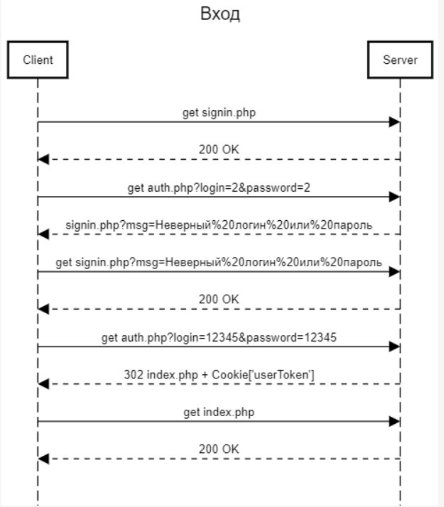 Вход
Client
Server
get signin.php
200 OK
get auth.php?login=2&password=2
signin.php?msg=Неверный%20логин%20или%20пароль
get signin.php?msg=Неверный%20логин%20или%20пароль
200 OK
get auth.php?login=12345&password=12345
302 index.php + Cookie['userToken']
get index.php
200 OK